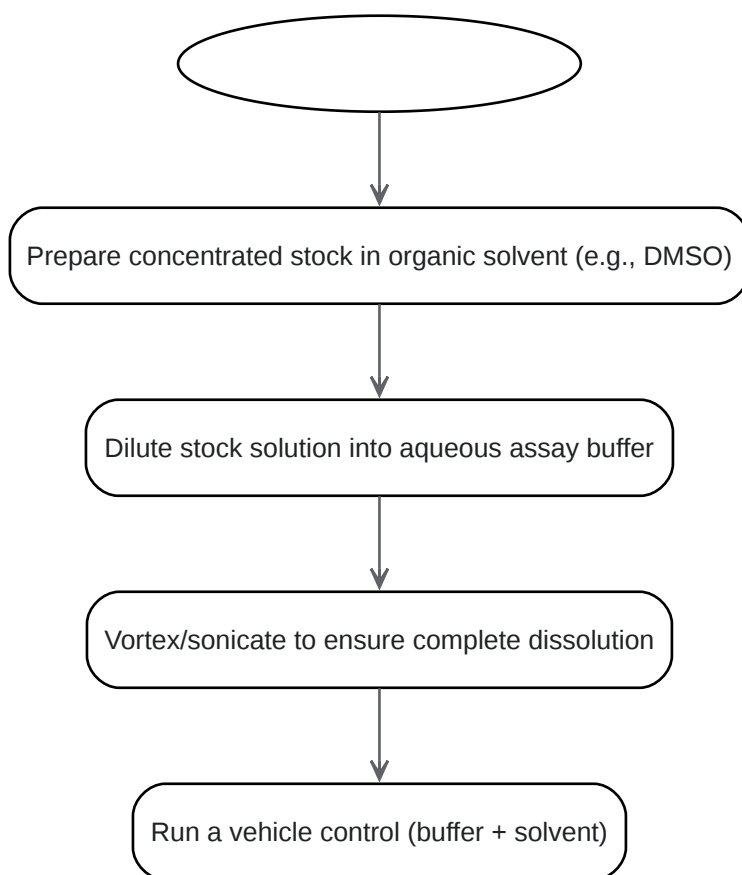 Prepare concentrated stock in organic solvent (e.g., DMSO)
Dilute stock solution into aqueous assay buffer
Vortex/sonicate to ensure complete dissolution
Run a vehicle control (buffer + solvent)